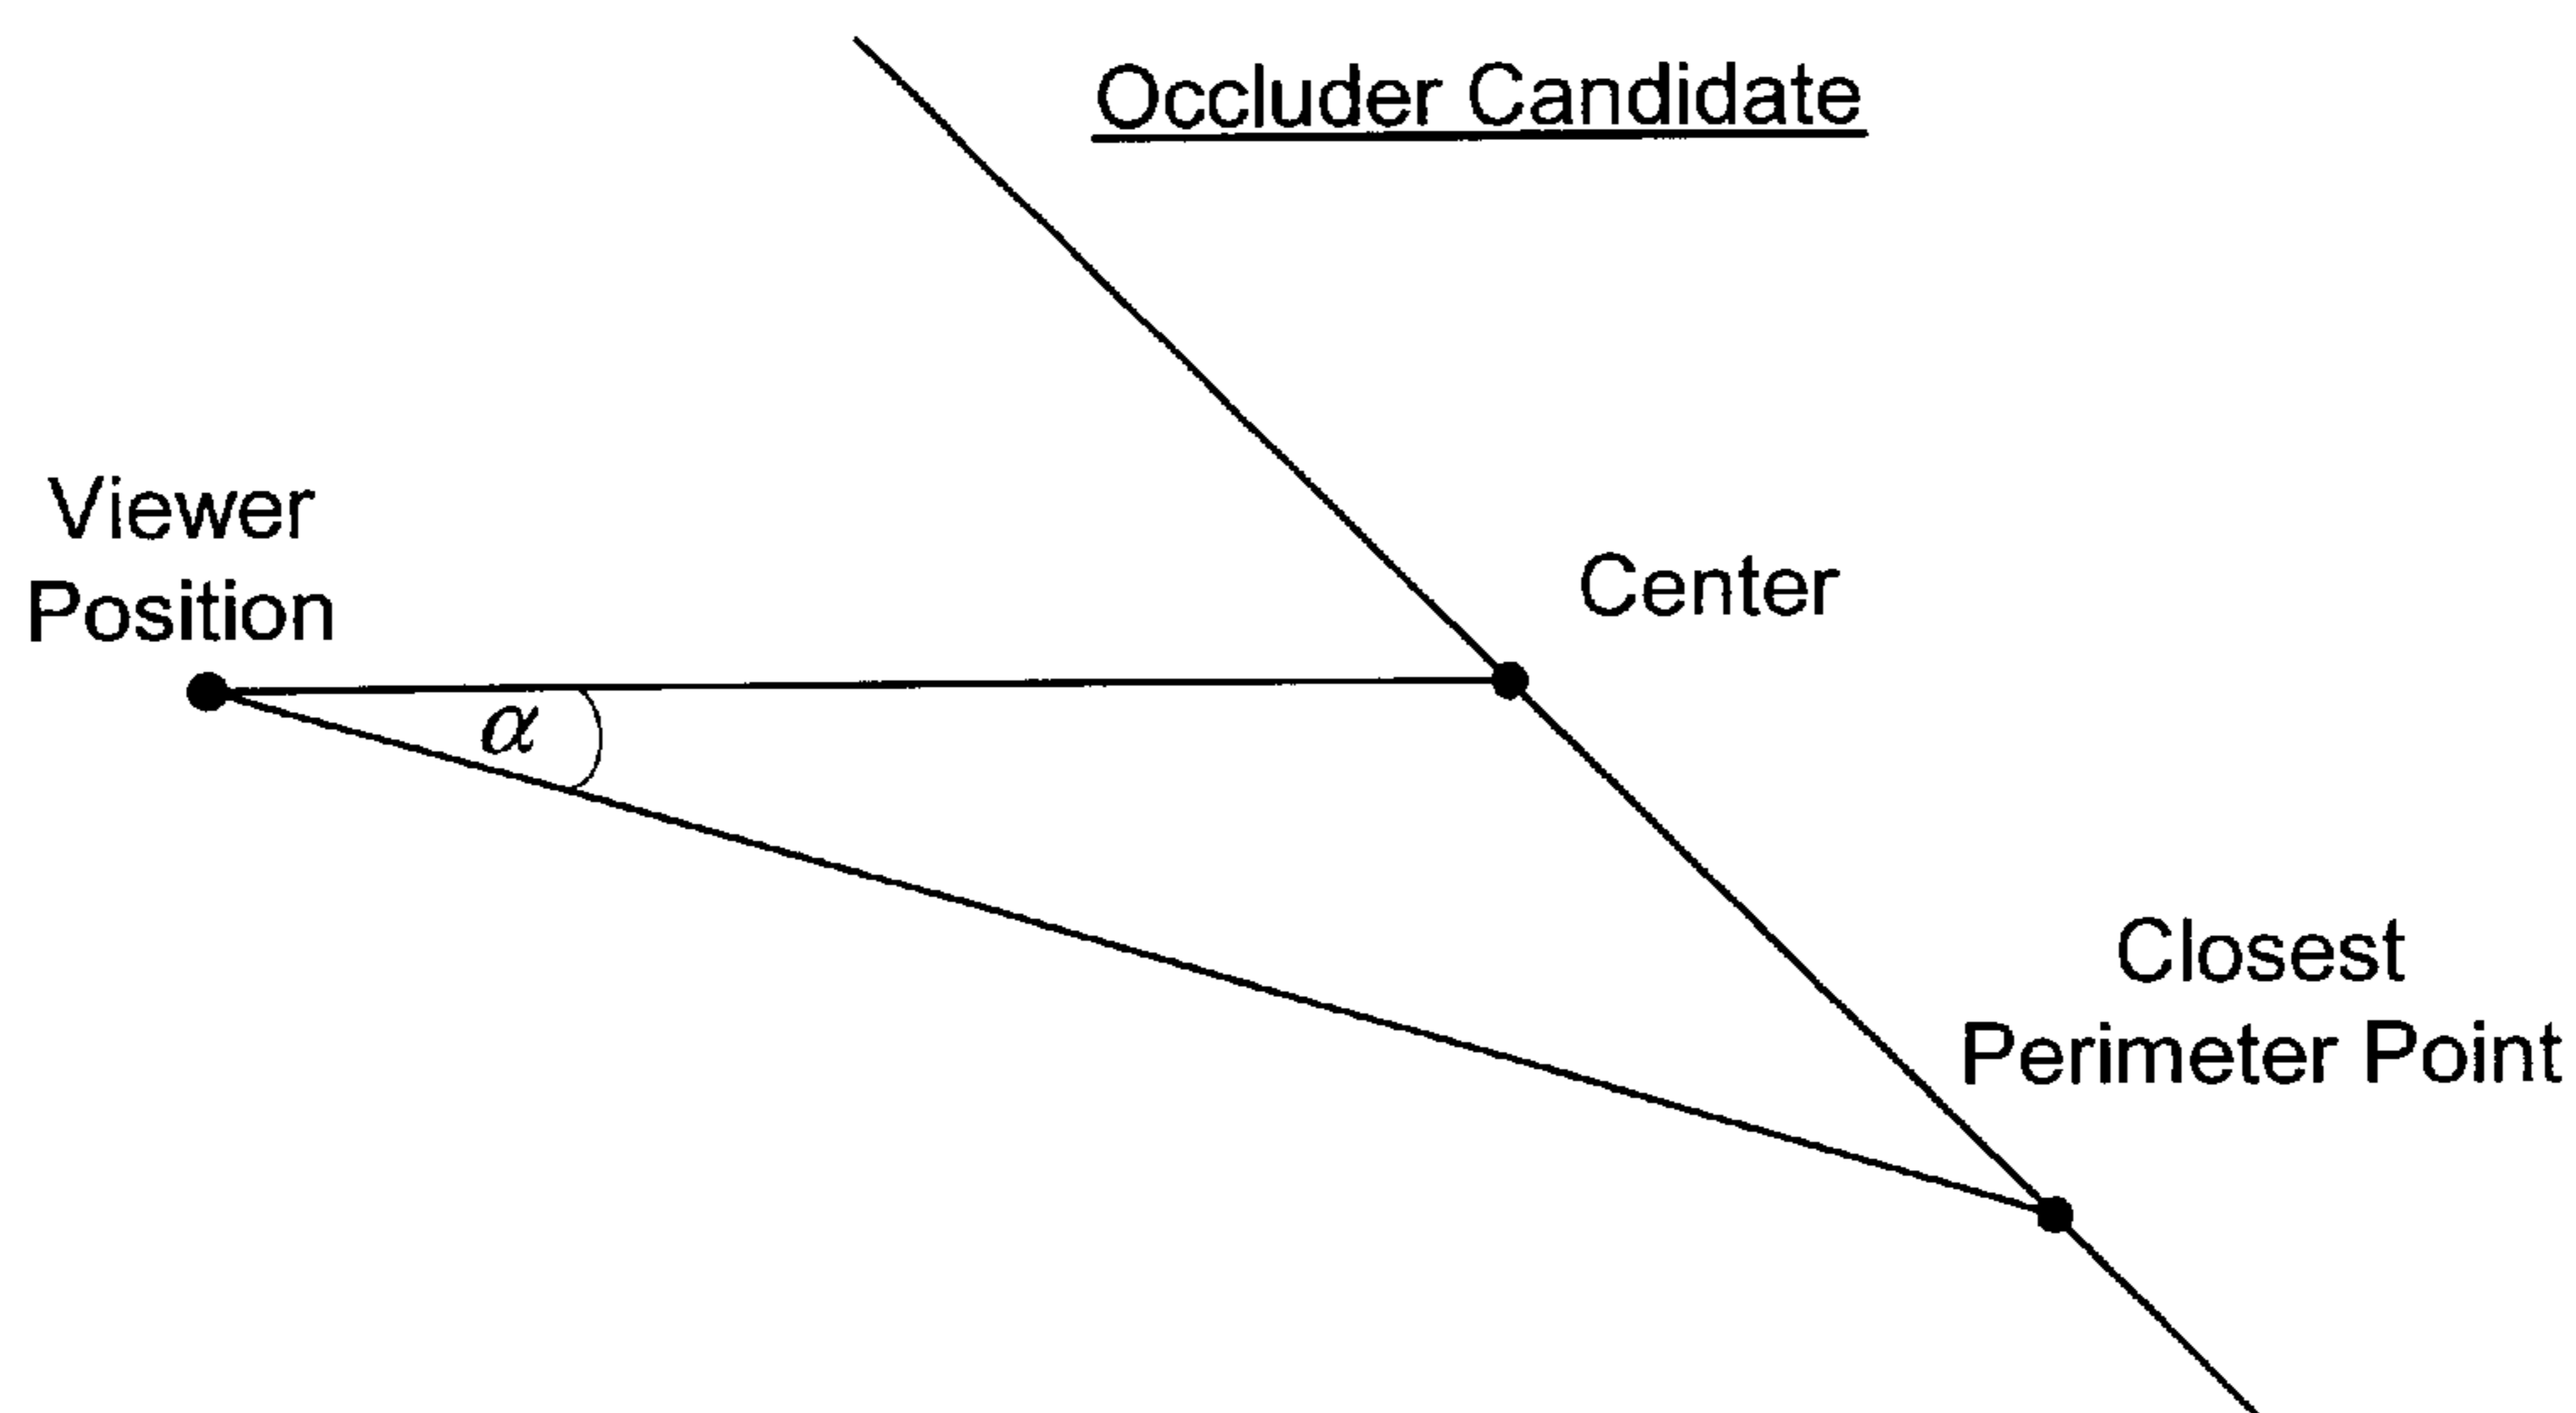 Occluder Candidate
Viewer
Position
Center
α
Closest
Perimeter Point